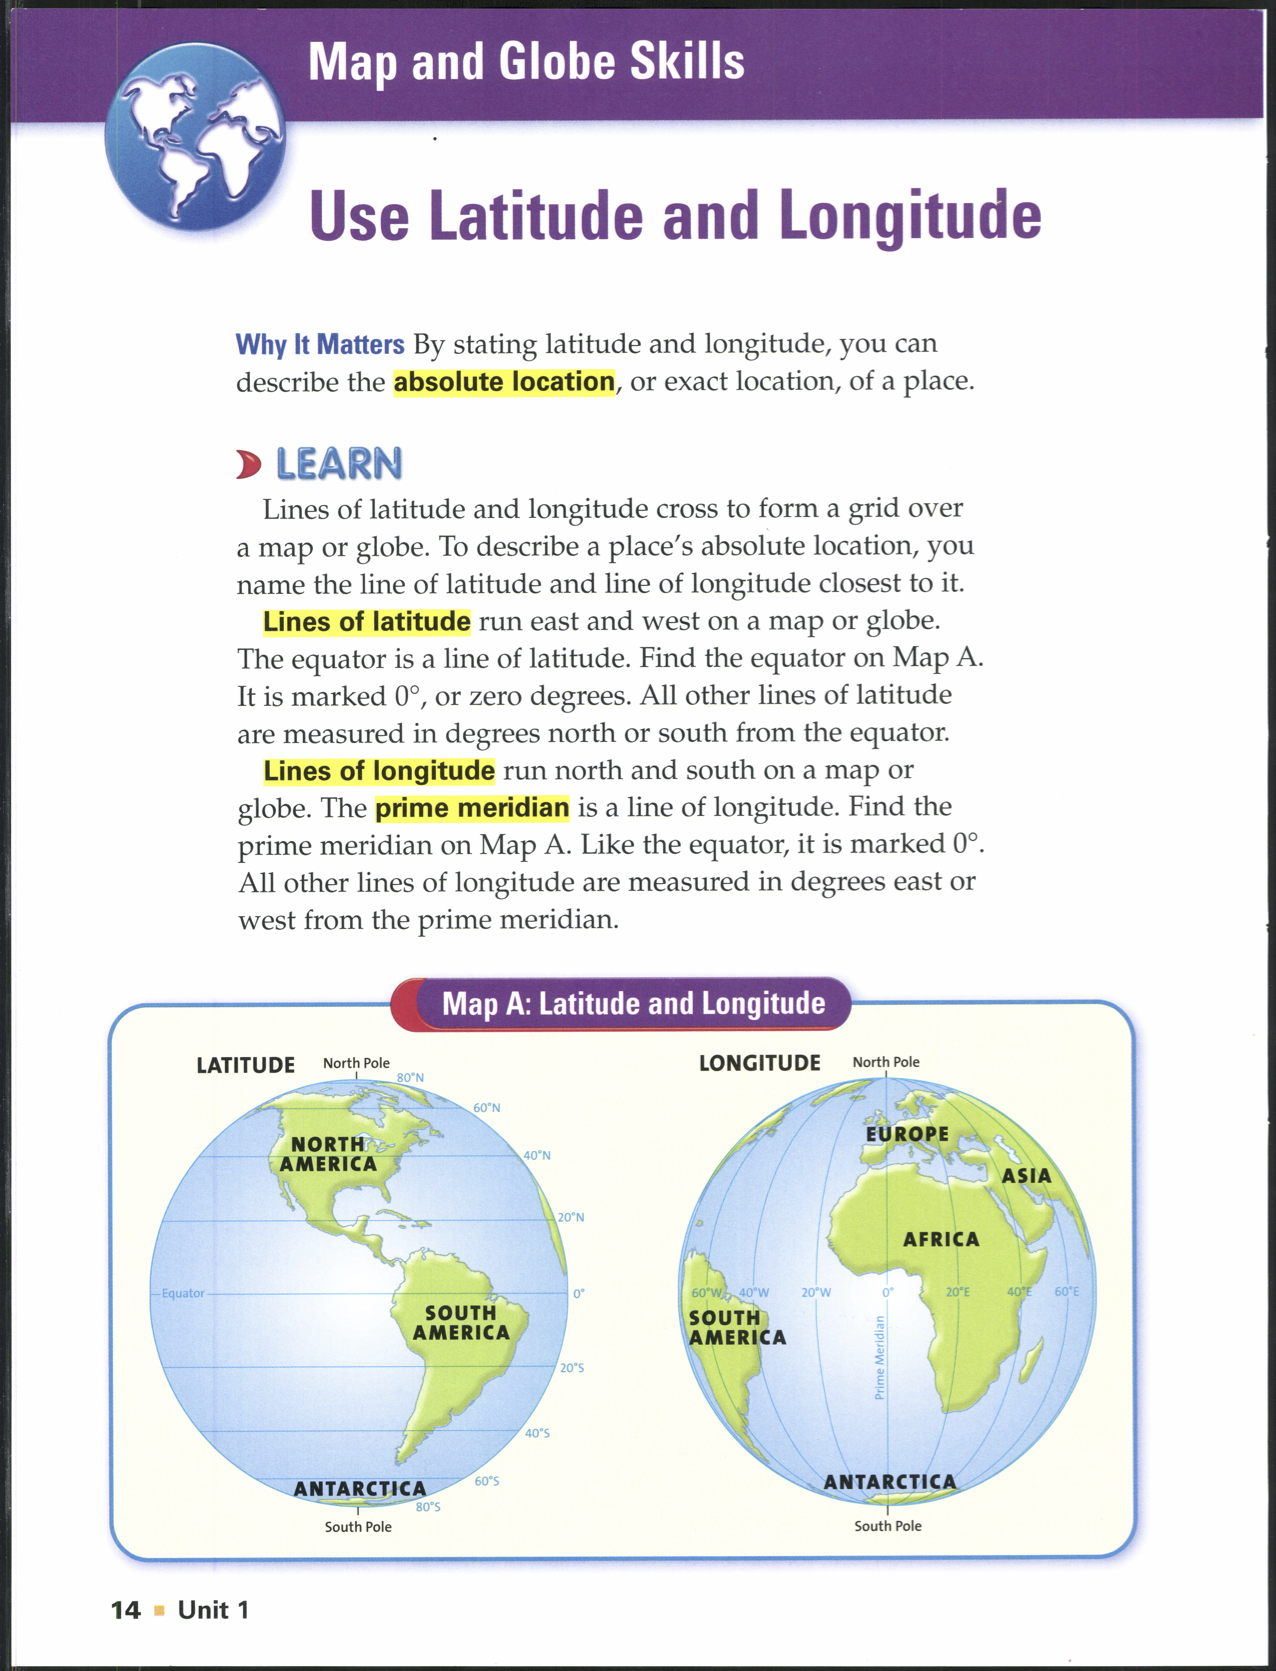 Map and Globe Skills
Use Latitude and Longitude
Why It Matters By stating latitude and longitude, you can
describe the absolute location, or exact location, of a place.
LEARN
Lines of latitude and longitude cross to form a grid over
a map or globe. To describe a place's absolute location, you
name the line of latitude and line of longitude closest to it.
Lines of latitude run east and west on a map or globe.
The equator is a line of latitude. Find the equator on Map A.
It is marked 0°, or zero degrees. All other lines of latitude
are measured in degrees north or south from the equator.
Lines of longitude run north and south on a map or
globe. The prime meridian is a line of longitude. Find the
prime meridian on Map A. Like the equator, it is marked 0°.
All other lines of longitude are measured in degrees east or
west from the prime meridian.
Map A: Latitude and Longitude
LATITUDE
North Pole
80°N
60°N
NORTH
AMERICA
40°N
20°N
Equator
0°
SOUTH
AMERICA
20°S
40°S
60°S
ANTARCTICA
80°S
South Pole
LONGITUDE
North Pole
EUROPE
ASIA
AFRICA
60°W 40°W 20°W 0° 20°E 40°E 60°E
SOUTH
AMERICA
Prime Meridian
ANTARCTICA
South Pole
14 Unit 1